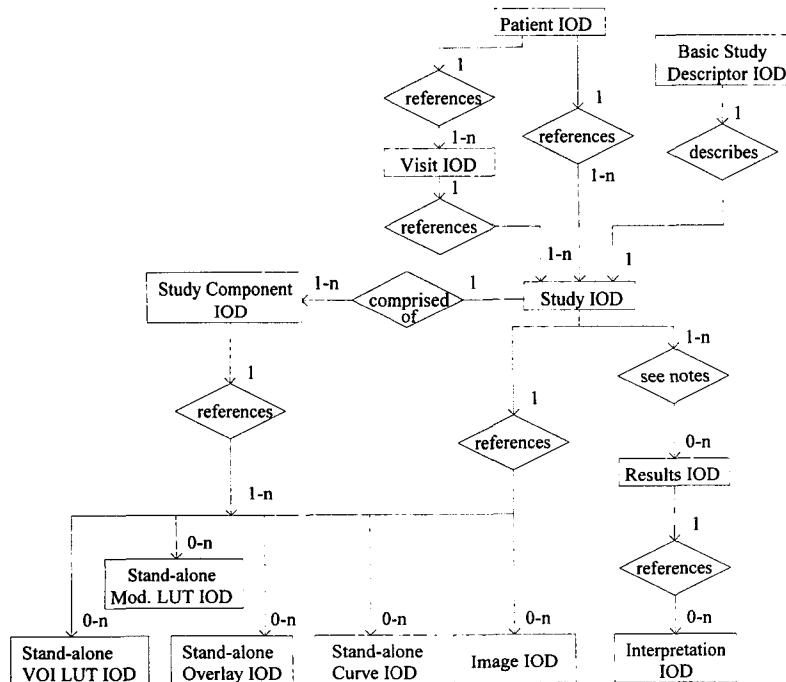 Patient IOD
Basic Study
Descriptor IOD
1
1
1
references
references
describes
1-n
1-n
Visit IOD
1
references
1-n
1
Study Component
IOD
1-n
comprised
of
1
Study IOD
1-n
see notes
1
references
1
references
0-n
Results IOD
1-n
1
references
0-n
Stand-alone
Mod. LUT IOD
0-n
0-n
0-n
0-n
0-n
Stand-alone
VOI LUT IOD
Stand-alone
Overlay IOD
Stand-alone
Curve IOD
Image IOD
Interpretation
IOD